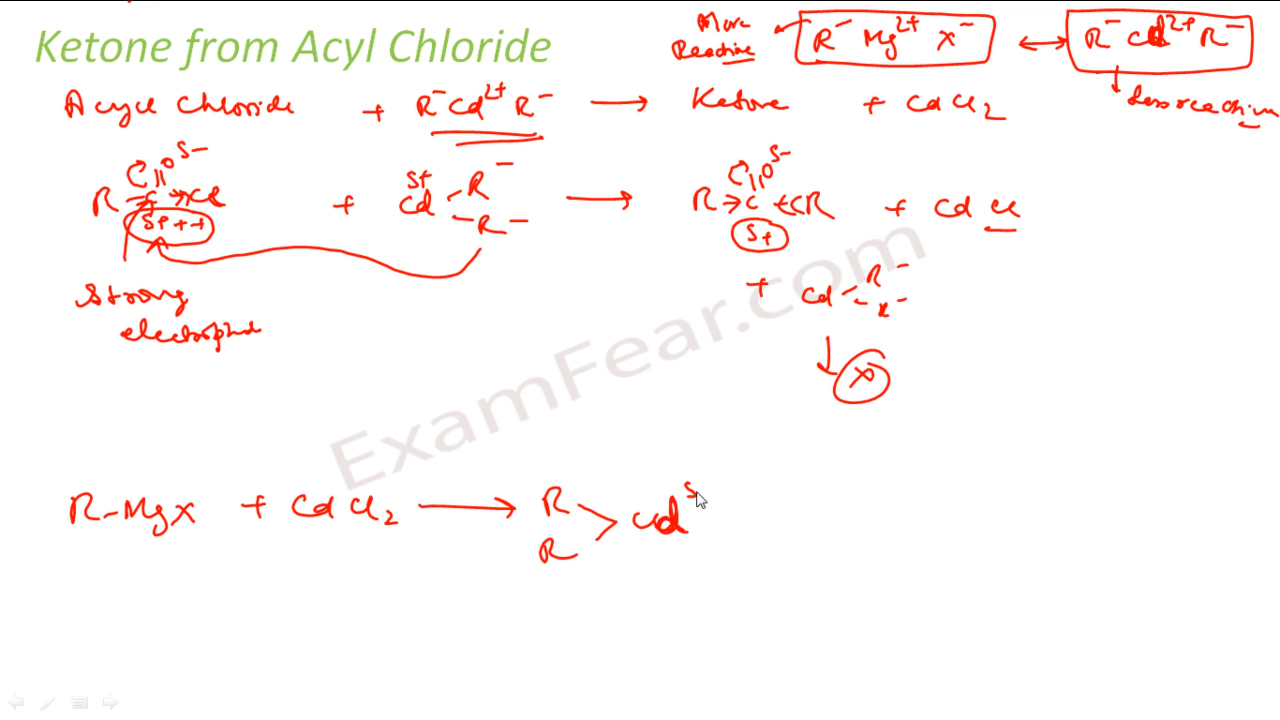 Ketone from Acyl Chloride
More Reactive R⁻ Mg²⁺ X⁻ ↔ R⁻ Cd²⁺ R⁻
Less reactive
Acyl Chloride + R⁻Cd²⁺R⁻ → Ketone + CdCl₂
O δ−
R C Cl + δ+ Cd R⁻ R⁻ → R C R + Cd Cl
δ+++
O δ−
δ+
Strong
+ Cd R⁻
X⁻
R-MgX + CdCl₂ → R R > Cd
ExamFear.com